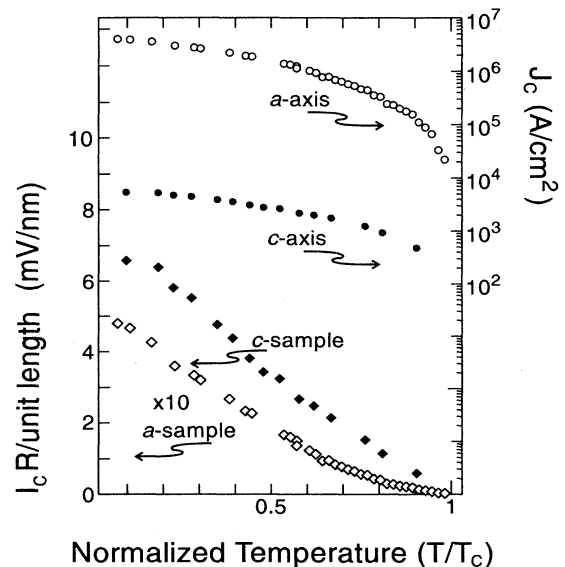 10⁷
10⁶
10⁵
10⁴
10³
10²
J_c (A/cm²)
10
8
6
4
2
0
I_c R/unit length (mV/nm)
a-axis
c-axis
c-sample
x10
a-sample
0.5
1
Normalized Temperature (T/T_C)